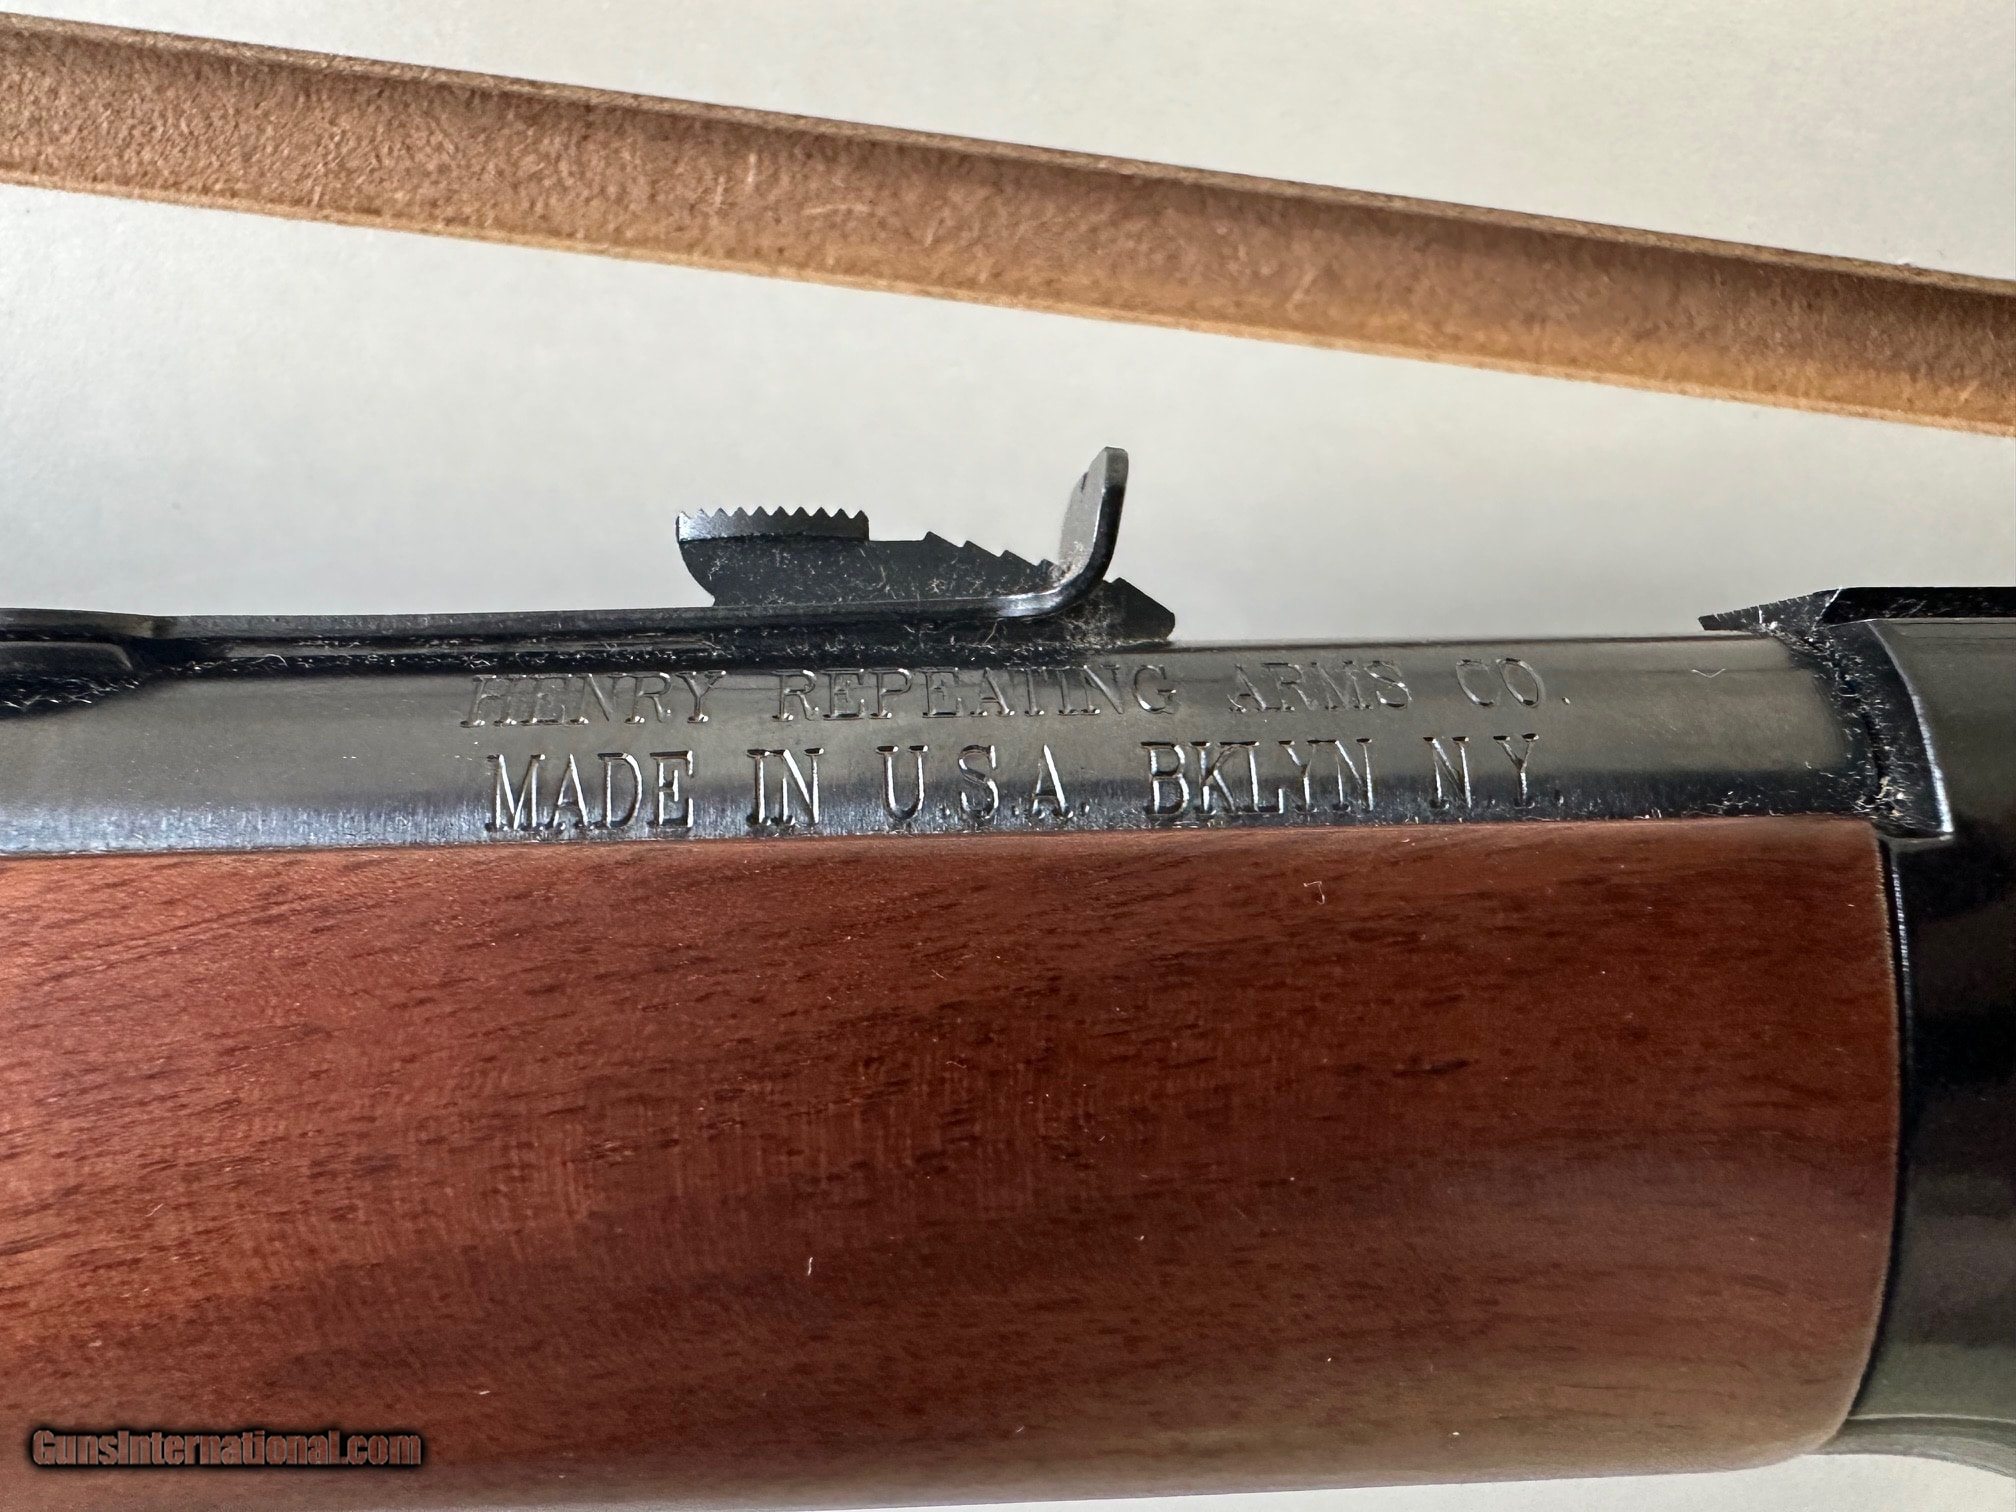 HENRY REPEATING ARMS CO.
MADE IN U.S.A. BKLYN N.Y.
GunsInternational.com